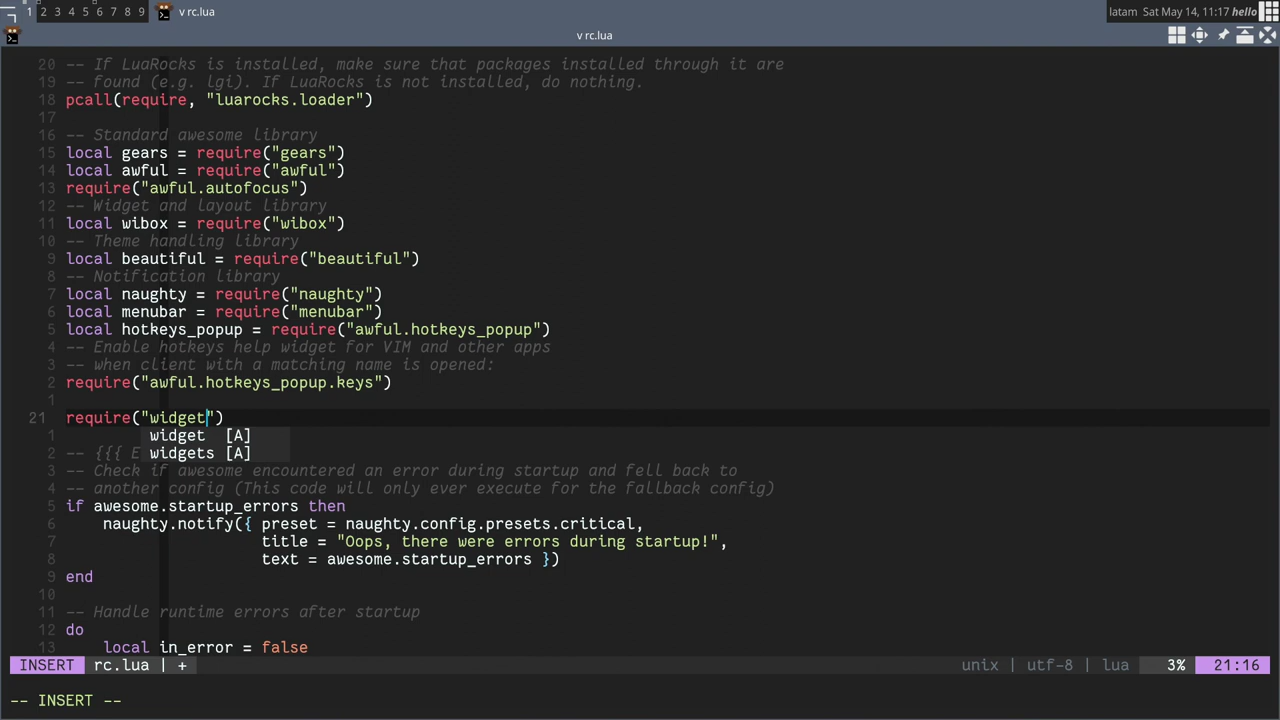 1 2 3 4 5 6 7 8 9 v rc.lua latam Sat May 14, 11:17 hello
v rc.lua
20 -- If LuaRocks is installed, make sure that packages installed through it are
19 -- found (e.g. lgi). If LuaRocks is not installed, do nothing.
18 pcall(require, "luarocks.loader")
17
16 -- Standard awesome library
15 local gears = require("gears")
14 local awful = require("awful")
13 require("awful.autofocus")
12 -- Widget and layout library
11 local wibox = require("wibox")
10 -- Theme handling library
9 local beautiful = require("beautiful")
8 -- Notification library
7 local naughty = require("naughty")
6 local menubar = require("menubar")
5 local hotkeys_popup = require("awful.hotkeys_popup")
4 -- Enable hotkeys help widget for VIM and other apps
3 -- when client with a matching name is opened:
2 require("awful.hotkeys_popup.keys")
1
21 require("widget")
1 widget [A]
2 -- {{{ E widgets [A]
3 -- Check if awesome encountered an error during startup and fell back to
4 -- another config (This code will only ever execute for the fallback config)
5 if awesome.startup_errors then
6 naughty.notify({ preset = naughty.config.presets.critical,
7 title = "Oops, there were errors during startup!",
8 text = awesome.startup_errors })
9 end
10
11 -- Handle runtime errors after startup
12 do
13 local in_error = false
INSERT rc.lua | + unix | utf-8 | lua 3% 21:16
-- INSERT --